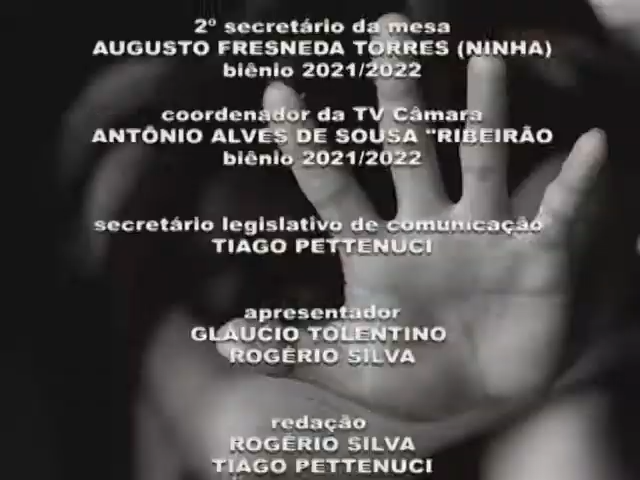 2º secretário da mesa
AUGUSTO FRESNEDA TORRES (NINHA)
biênio 2021/2022
coordenador da TV Câmara
ANTÔNIO ALVES DE SOUSA "RIBEIRÃO
biênio 2021/2022
secretário legislativo de comunicação
TIAGO PETTENUCI
apresentador
GLÁUCIO TOLENTINO
ROGÉRIO SILVA
redação
ROGÉRIO SILVA
TIAGO PETTENUCI